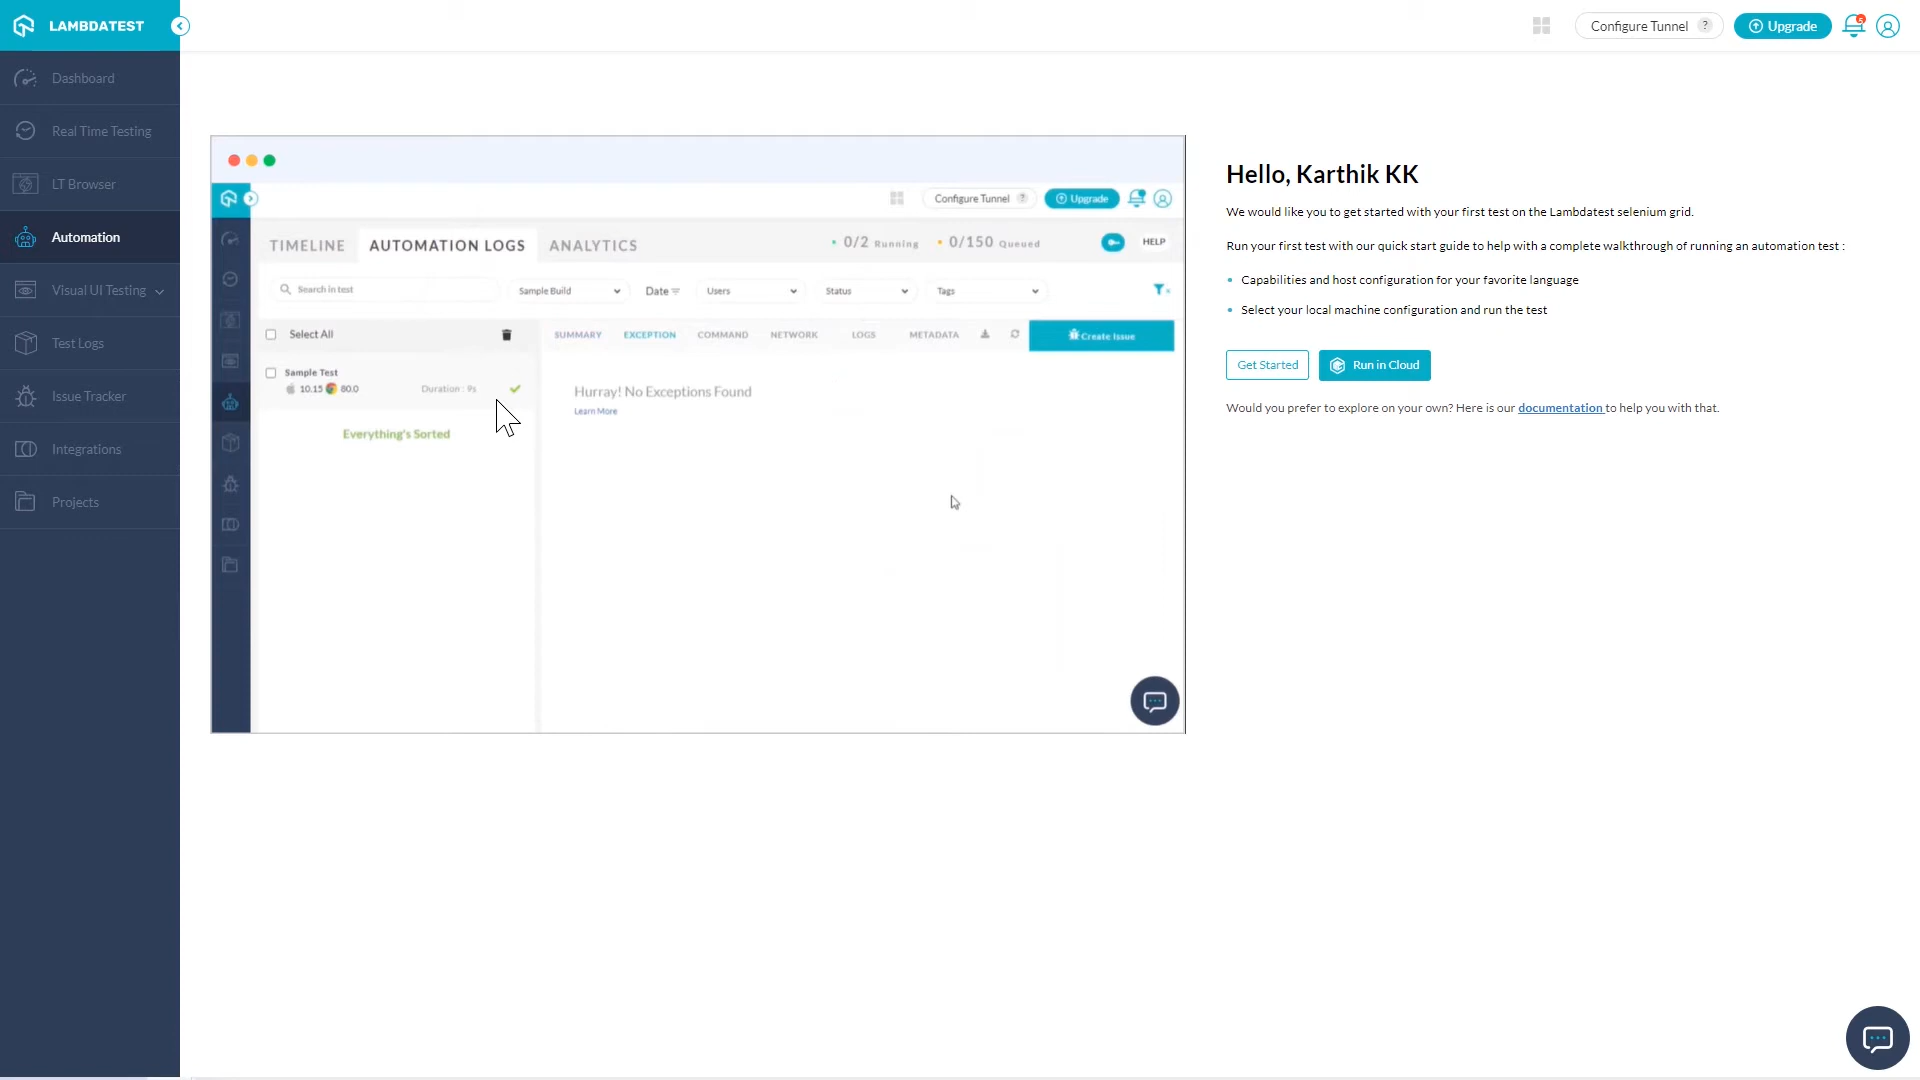 LAMBDATEST
Configure Tunnel ?
Upgrade
6
Dashboard
Real Time Testing
LT Browser
Automation
Visual UI Testing
Test Logs
Issue Tracker
Integrations
Projects
Configure Tunnel ?
Upgrade
TIMELINE AUTOMATION LOGS ANALYTICS
0/2 Running 0/150 Queued HELP
Search in test Sample Build Date Users Status Tags
Select All
SUMMARY EXCEPTION COMMAND NETWORK LOGS METADATA Create Issue
Sample Test
10.15 80.0 Duration : 9s
Everything's Sorted
Hurray! No Exceptions Found
Learn More
Hello, Karthik KK
We would like you to get started with your first test on the Lambdatest selenium grid.
Run your first test with our quick start guide to help with a complete walkthrough of running an automation test :
• Capabilities and host configuration for your favorite language
• Select your local machine configuration and run the test
Get Started Run in Cloud
Would you prefer to explore on your own? Here is our documentation to help you with that.